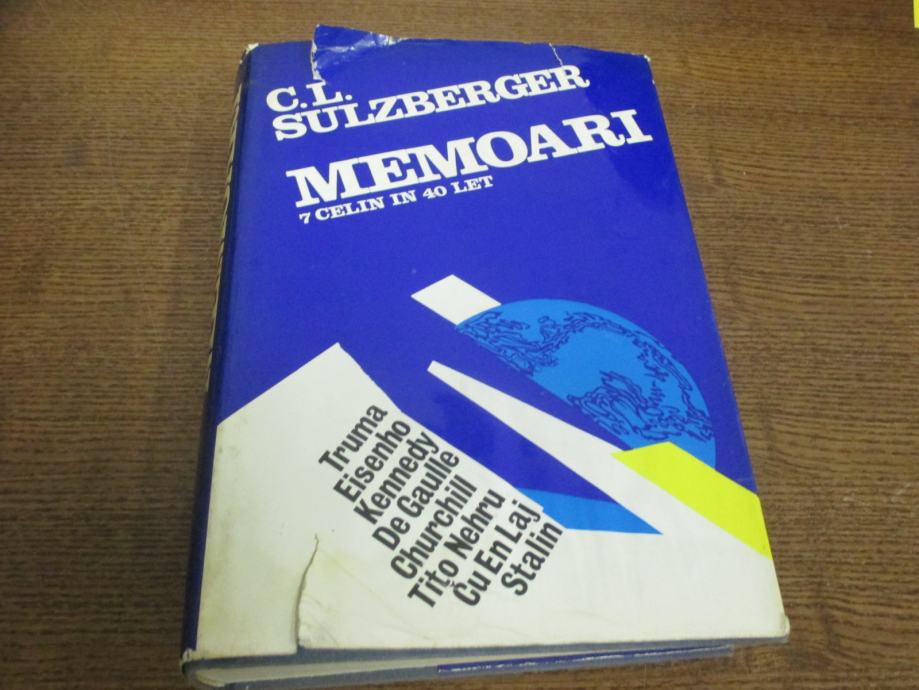 C.L.
SULZBERGER
MEMOARI
7 CELIN IN 40 LET
Truma
Eisenho
Kennedy
De Gaulle
Churchill
Tito Nehru
Ču En Laj
Stalin